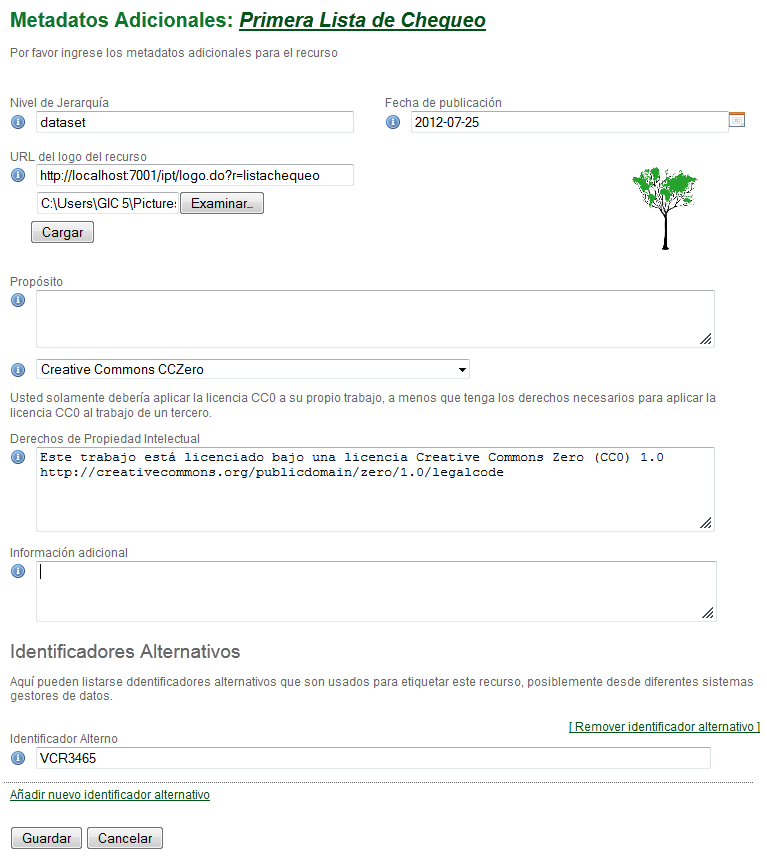 Metadatos Adicionales: Primera Lista de Chequeo
Por favor ingrese los metadatos adicionales para el recurso
Nivel de Jerarquía
dataset
Fecha de publicación
2012-07-25
URL del logo del recurso
http://localhost:7001/ipt/logo.do?r=listachequeo
C:\Users\GIC 5\Pictures
Examinar...
Cargar
Propósito
Creative Commons CCZero
Usted solamente debería aplicar la licencia CC0 a su propio trabajo, a menos que tenga los derechos necesarios para aplicar la
licencia CC0 al trabajo de un tercero.
Derechos de Propiedad Intelectual
Este trabajo está licenciado bajo una licencia Creative Commons Zero (CC0) 1.0
http://creativecommons.org/publicdomain/zero/1.0/legalcode
Información adicional
Identificadores Alternativos
Aquí pueden listarse ddentificadores alternativos que son usados para etiquetar este recurso, posiblemente desde diferentes sistemas
gestores de datos.
[ Remover identificador alternativo ]
Identificador Alterno
VCR3465
Añadir nuevo identificador alternativo
Guardar
Cancelar